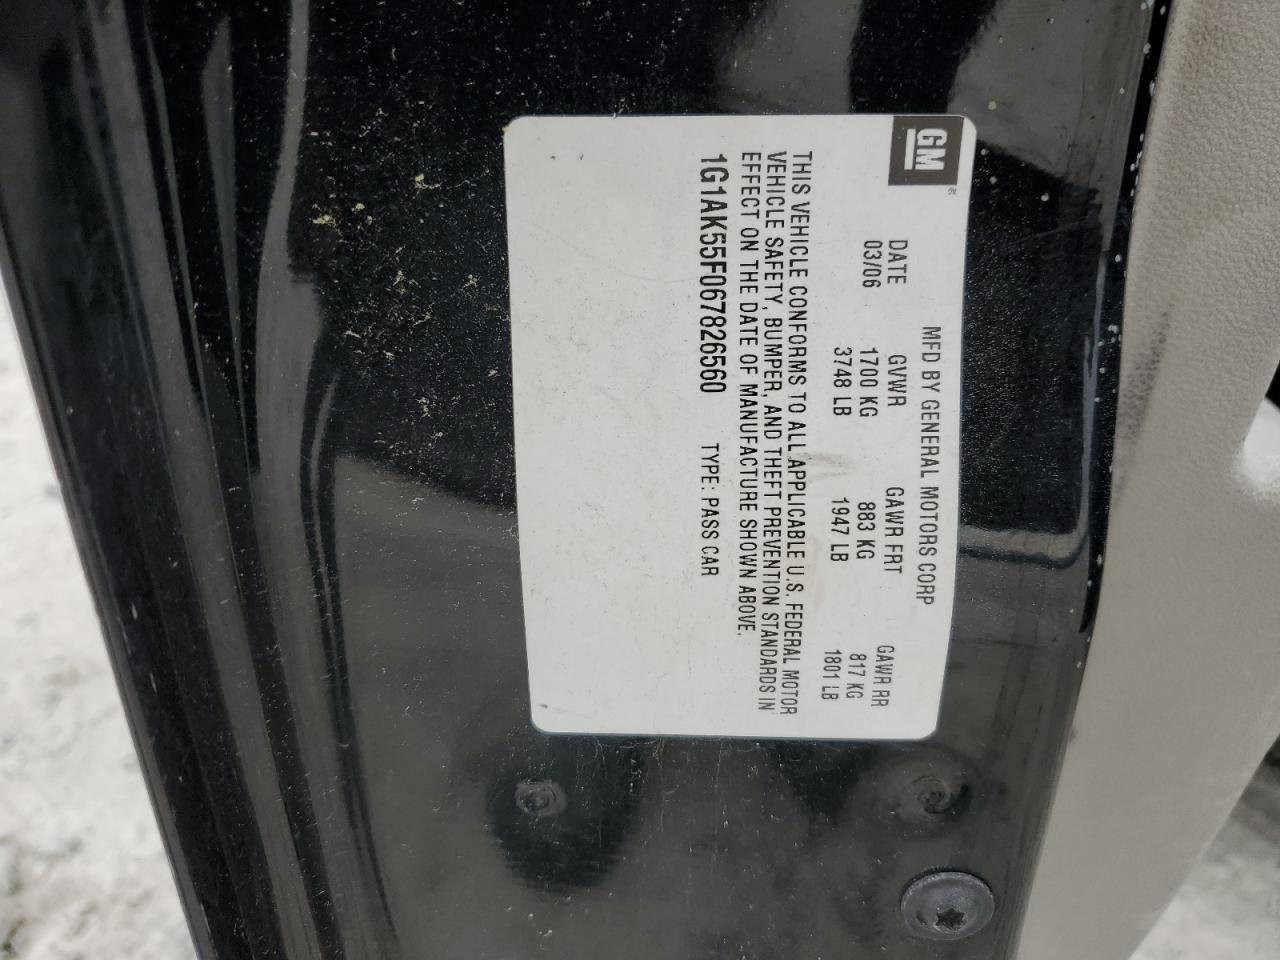 GM®
MFD BY GENERAL MOTORS CORP
DATE GVWR GAWR FRT GAWR RR
03/06 1700 KG 883 KG 817 KG
3748 LB 1947 LB 1801 LB
THIS VEHICLE CONFORMS TO ALL APPLICABLE U.S. FEDERAL MOTOR
VEHICLE SAFETY, BUMPER, AND THEFT PREVENTION STANDARDS IN
EFFECT ON THE DATE OF MANUFACTURE SHOWN ABOVE.
1G1AK55F067826560 TYPE: PASS CAR